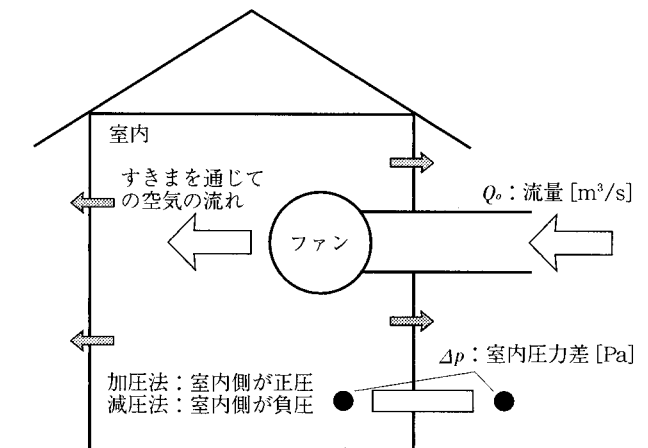 室内
すきまを通じて
の空気の流れ
Qo：流量[m³/s]
ファン
Δp：室内圧力差[Pa]
加圧法：室内側が正圧
減圧法：室内側が負圧